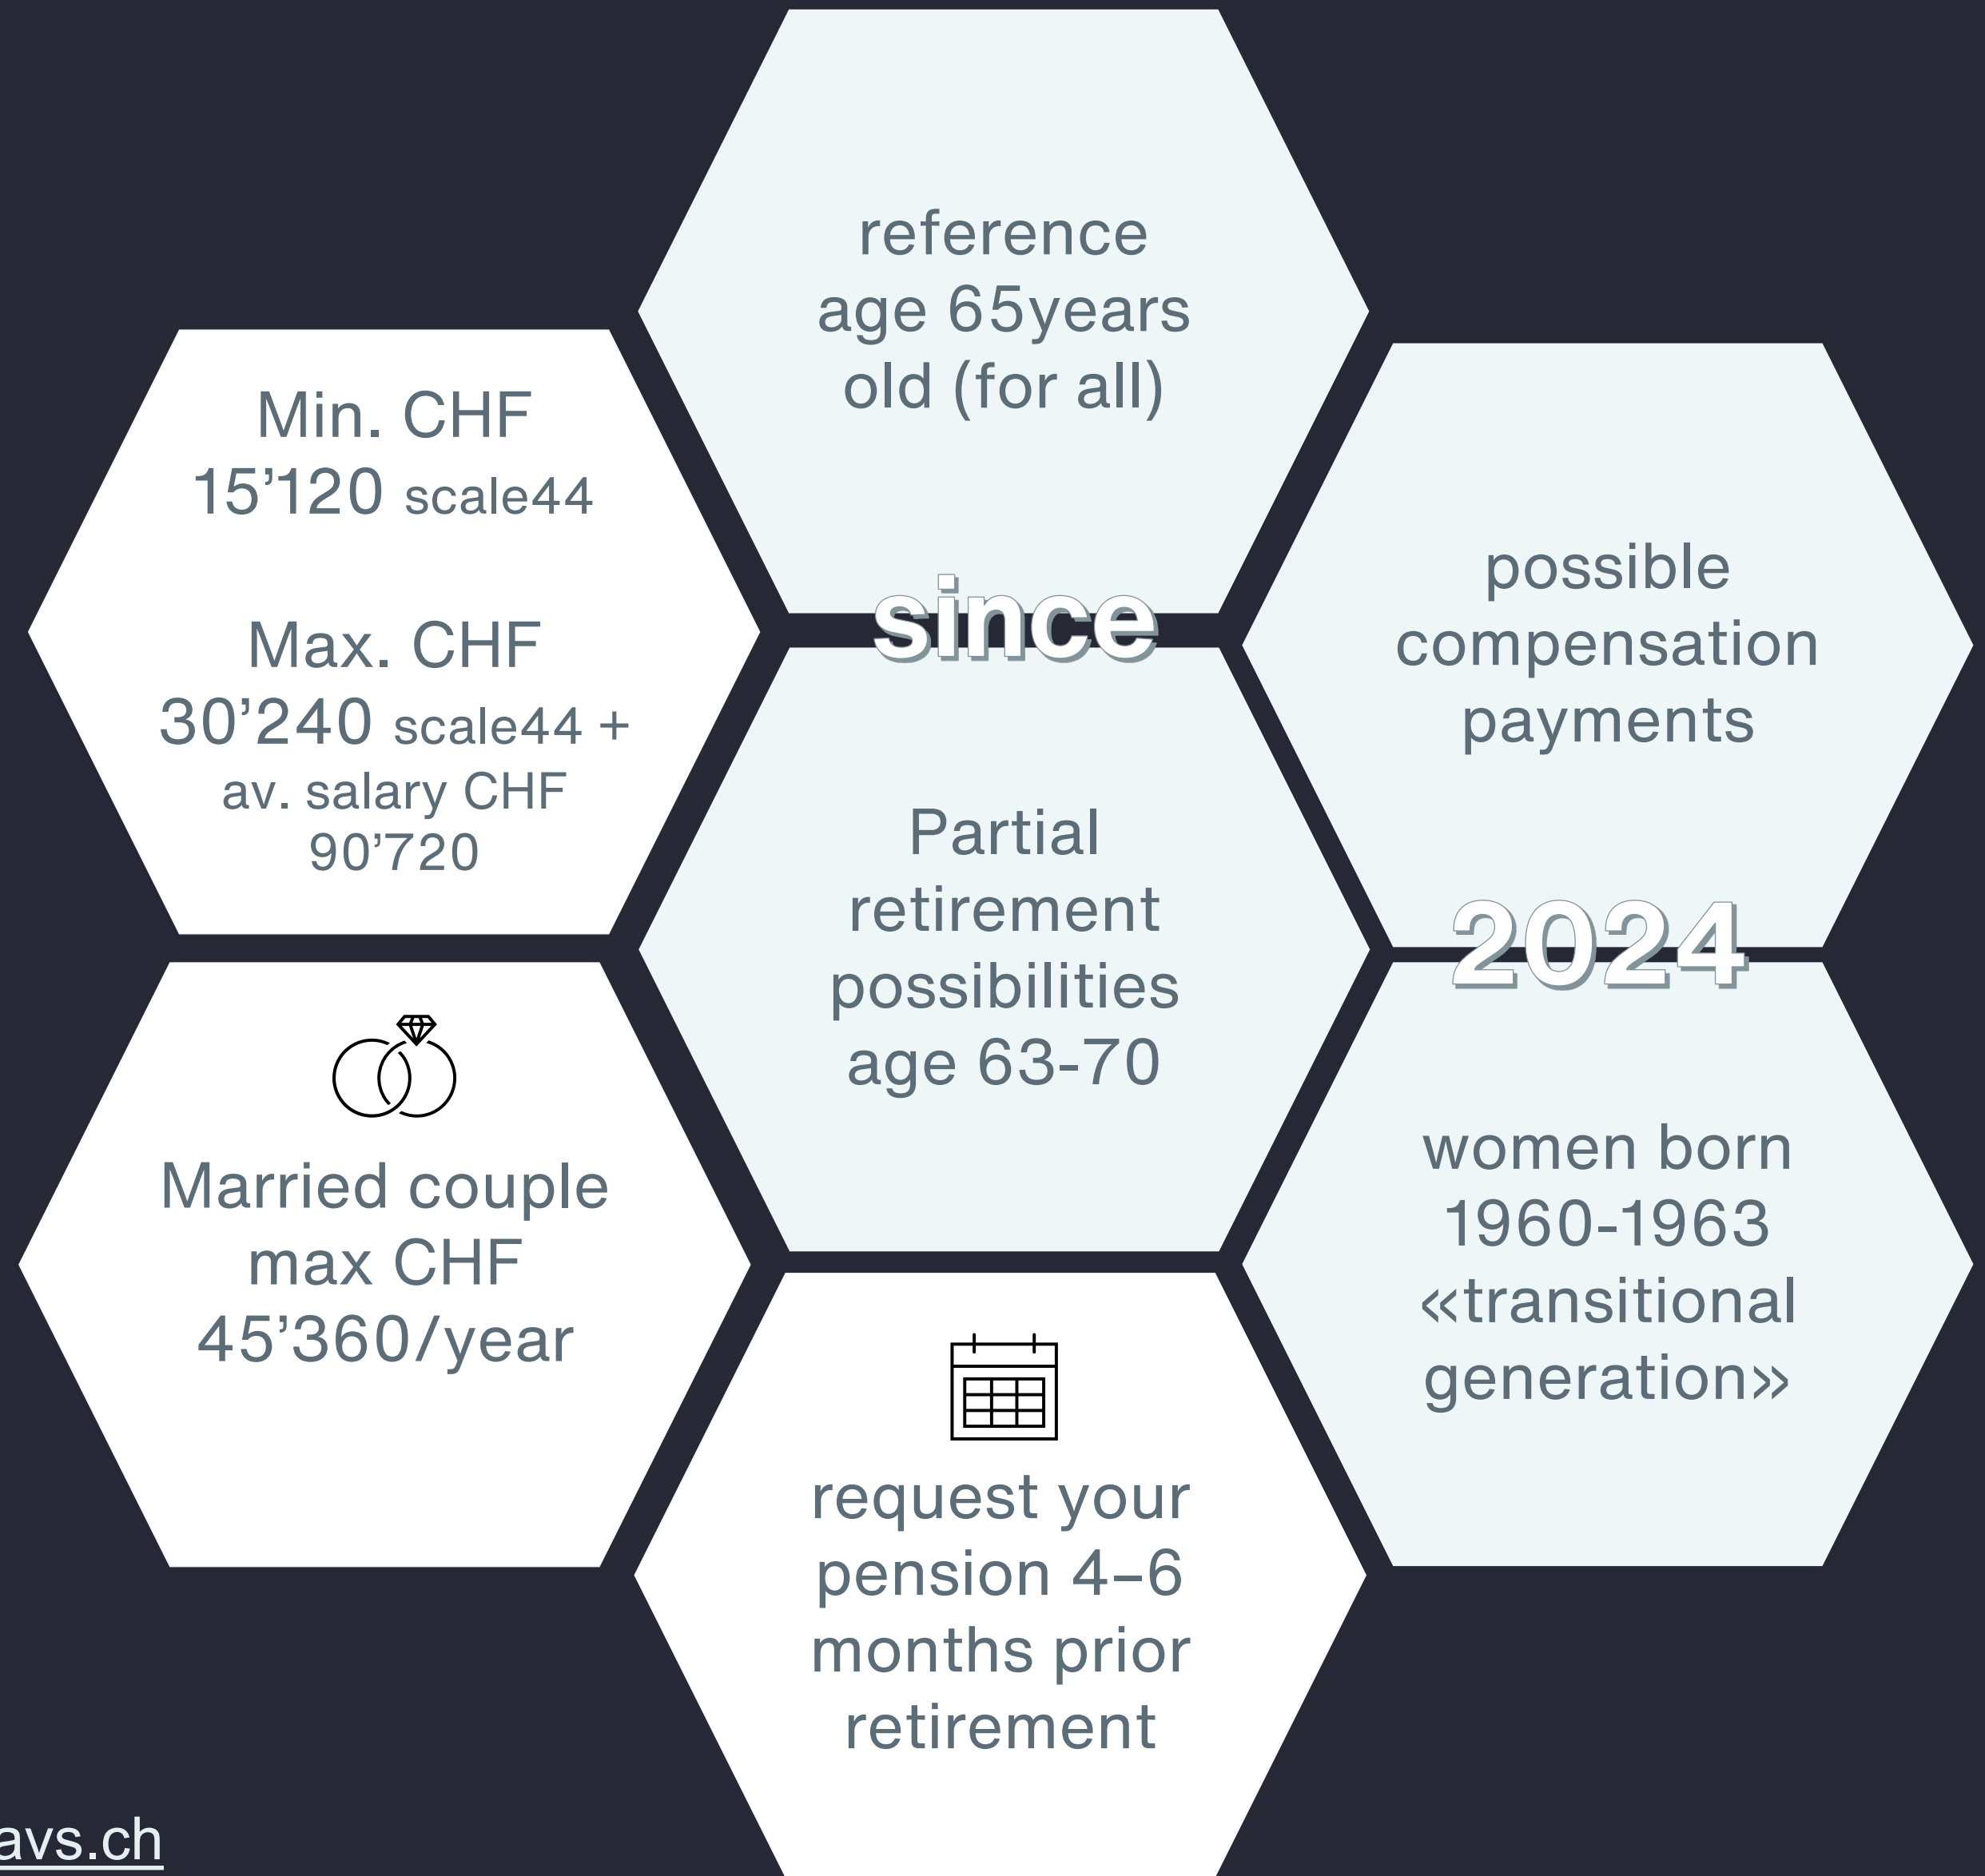 reference
age 65years
old (for all)
Min. CHF
15’120 scale44
Max. CHF
30’240 scale44 +
av. salary CHF
90’720
since
possible
compensation
payments
Partial
retirement
possibilities
age 63-70
2024
Married couple
max CHF
45’360/year
women born
1960-1963
«transitional
generation»
request your
pension 4–6
months prior
retirement
avs.ch